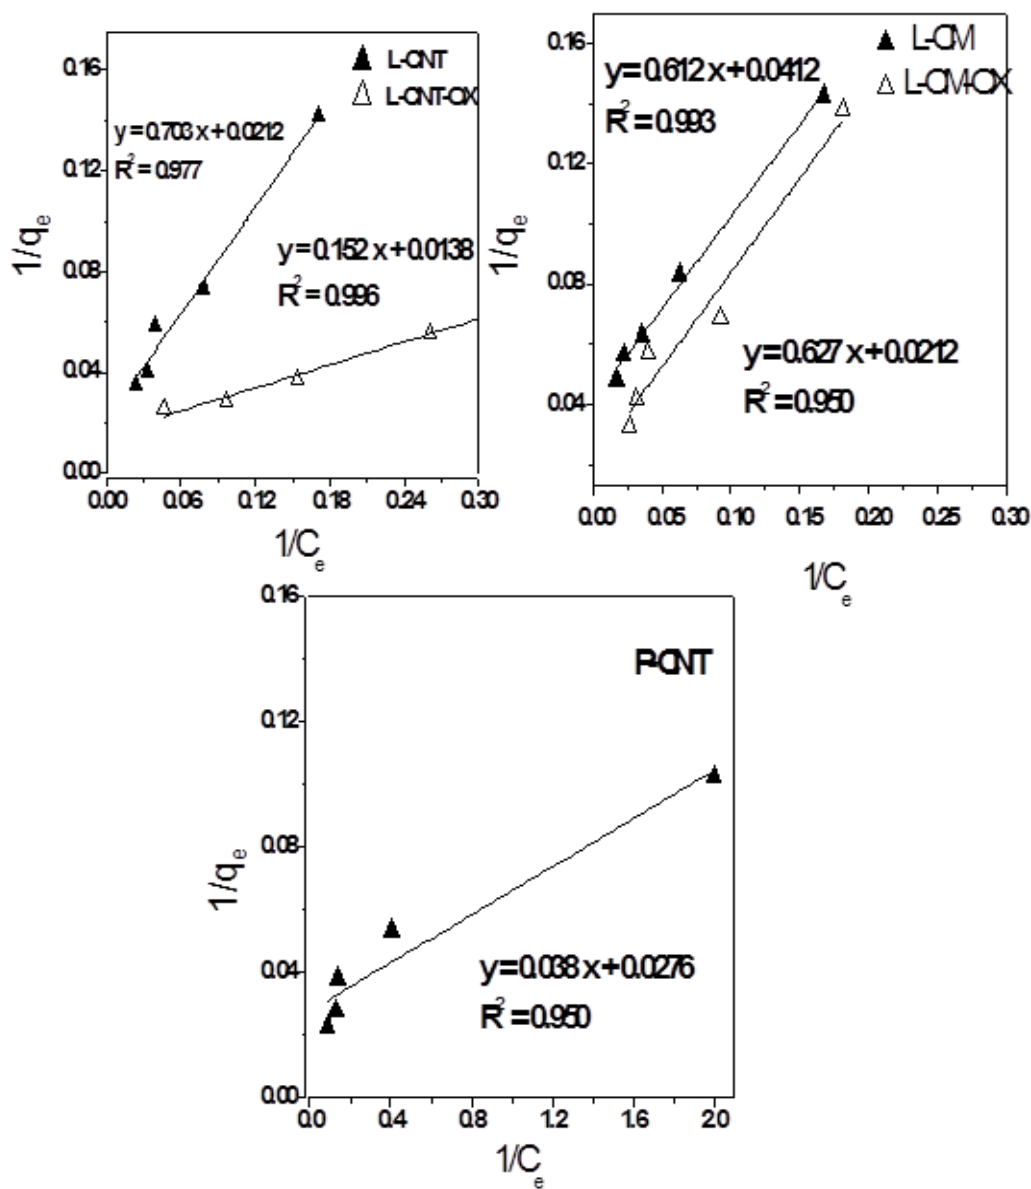 L-CNT
L-CNT-OX
y=0.703 x+0.0212
R²=0.977
y=0.152 x+0.0138
R²=0.996
0.16
0.12
0.08
0.04
0.00
1/qe
0.00 0.06 0.12 0.18 0.24 0.30
1/Ce
L-CM
L-CM-OX
y=0.612 x+0.0412
R²=0.993
y=0.627 x+0.0212
R²=0.950
0.16
0.12
0.08
0.04
1/qe
0.00 0.05 0.10 0.15 0.20 0.25 0.30
1/Ce
P-CNT
y=0.038 x+0.0276
R²=0.950
0.16
0.12
0.08
0.04
0.00
1/qe
0.0 0.4 0.8 1.2 1.6 2.0
1/Ce